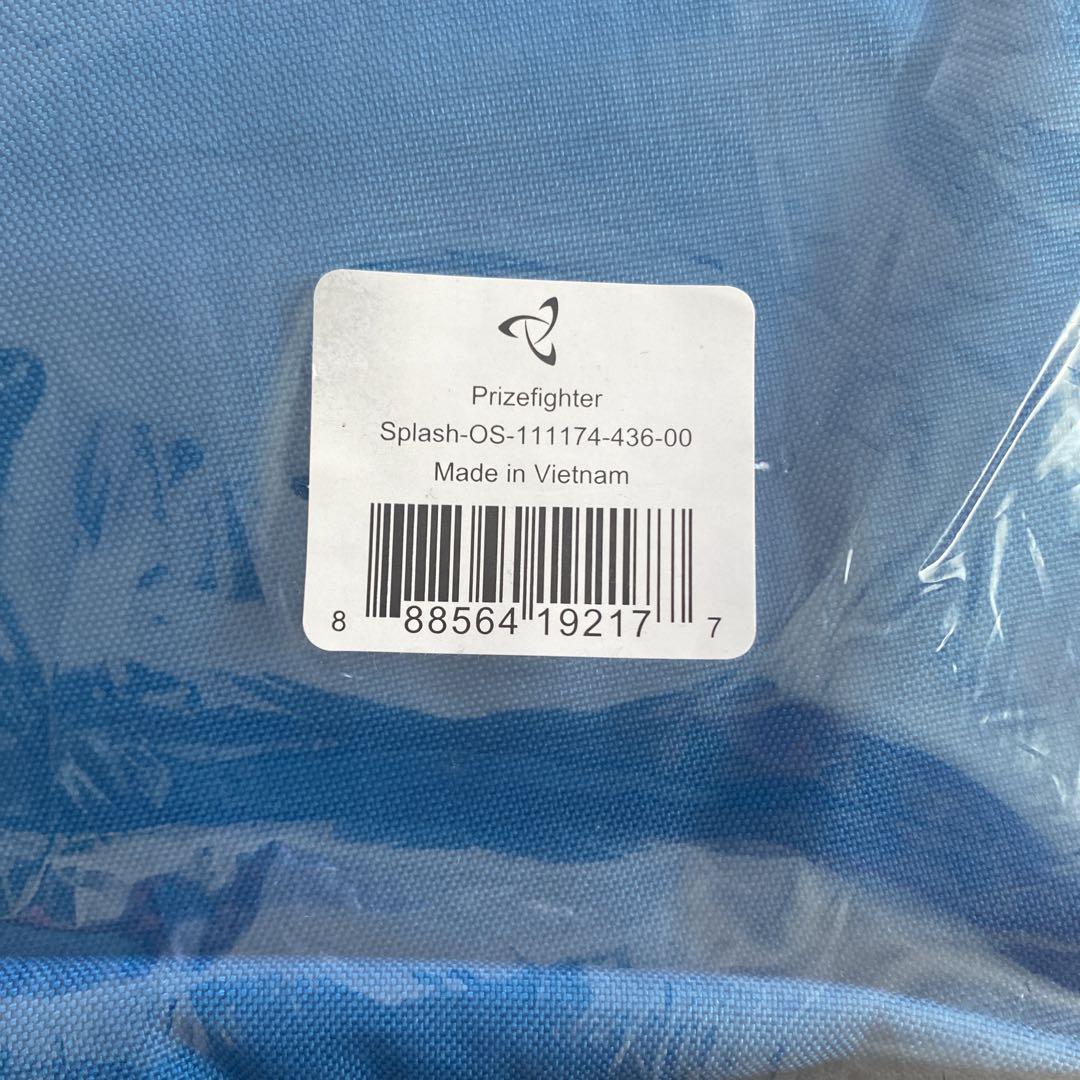 Prizefighter
Splash-OS-111174-436-00
Made in Vietnam
8 88564 19217 7